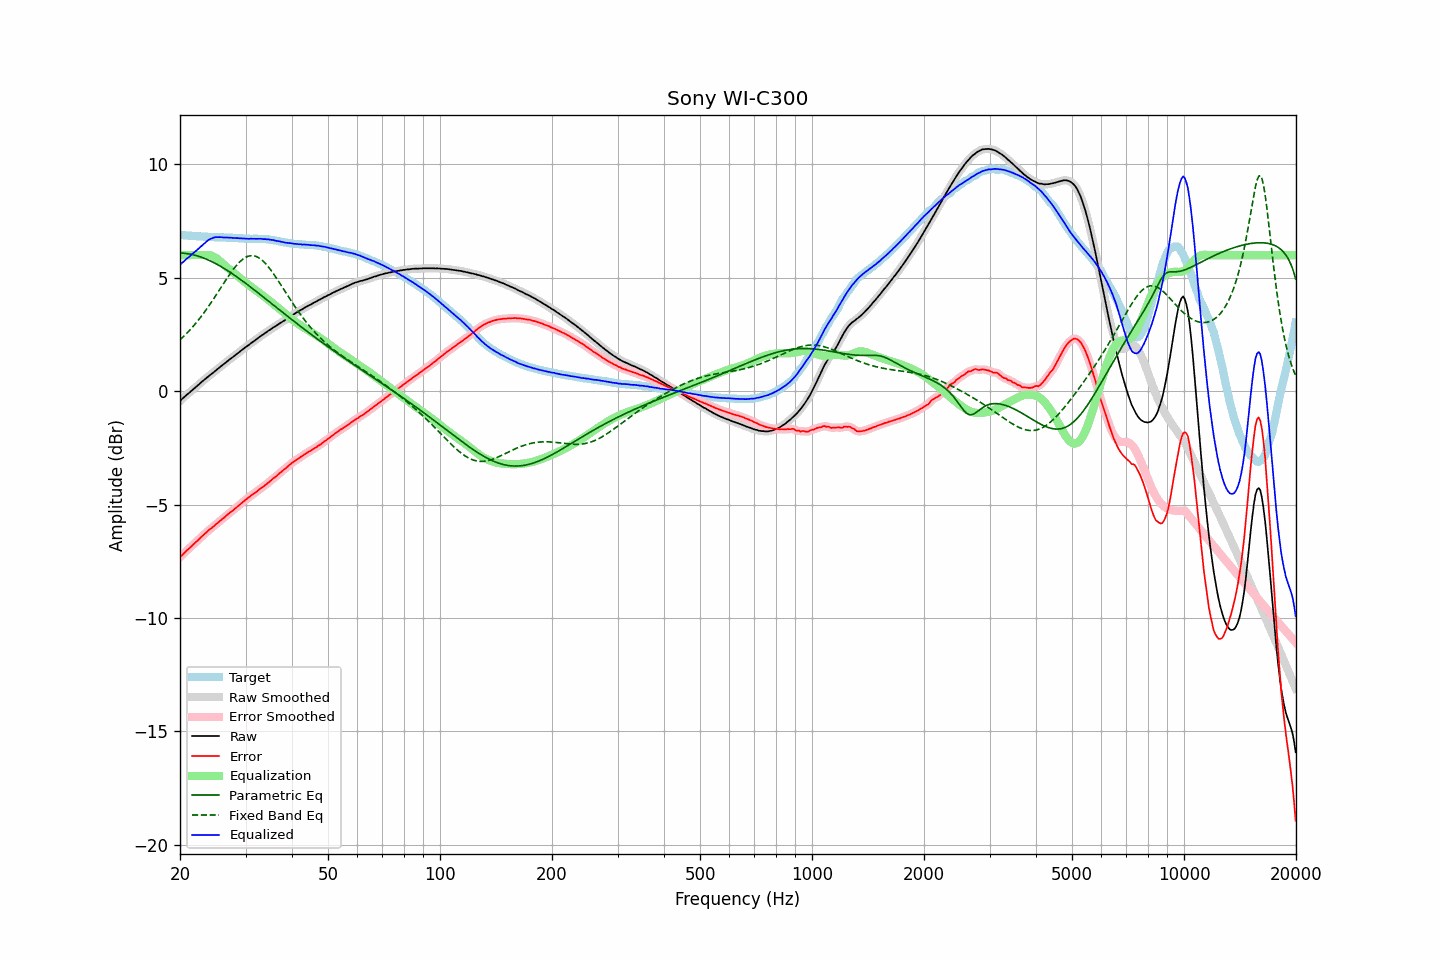 Sony WI-C300
Amplitude (dBr)
10
5
0
−5
−10
−15
−20
Target
Raw Smoothed
Error Smoothed
Raw
Error
Equalization
Parametric Eq
Fixed Band Eq
Equalized
20 50 100 200 500 1000 2000 5000 10000 20000
Frequency (Hz)